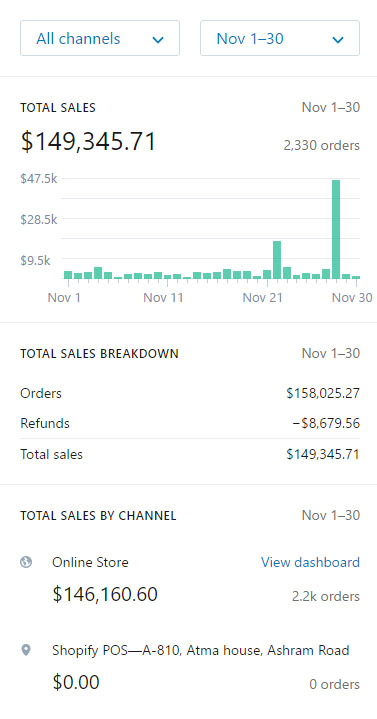 All channels
Nov 1–30
TOTAL SALES
Nov 1–30
$149,345.71
2,330 orders
$47.5k
$28.5k
$9.5k
Nov 1
Nov 11
Nov 21
Nov 30
TOTAL SALES BREAKDOWN
Nov 1–30
Orders
$158,025.27
Refunds
−$8,679.56
Total sales
$149,345.71
TOTAL SALES BY CHANNEL
Nov 1–30
Online Store
View dashboard
$146,160.60
2.2k orders
Shopify POS—A-810, Atma house, Ashram Road
$0.00
0 orders